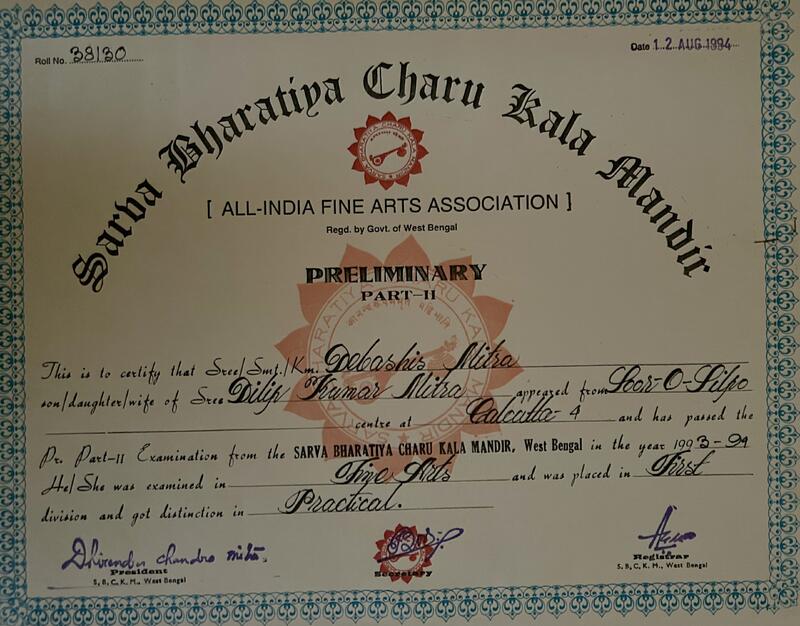 Roll No. 38130
Date 12 AUG 1994
Sarva Bharatiya Charu Kala Mandir
[ ALL-INDIA FINE ARTS ASSOCIATION ]
Regd. by Govt. of West Bengal
PRELIMINARY
PART-II
This is to certify that Sree/Smt./Km. Debashis Mitra
son/daughter/wife of Sree Dilip Kumar Mitra appeared from Sor-O-Silpo
centre at Calcutta-4 and has passed the
Pr. Part-II Examination from the SARVA BHARATIYA CHARU KALA MANDIR, West Bengal in the year 1993-94
He/She was examined in Fine Arts and was placed in First
division and got distinction in Practical.
Dhirendra Chandra Mitra
President
S, B, C. K. M., West Bengal
Secretary
Registrar
S, B, C. K. M., West Bengal